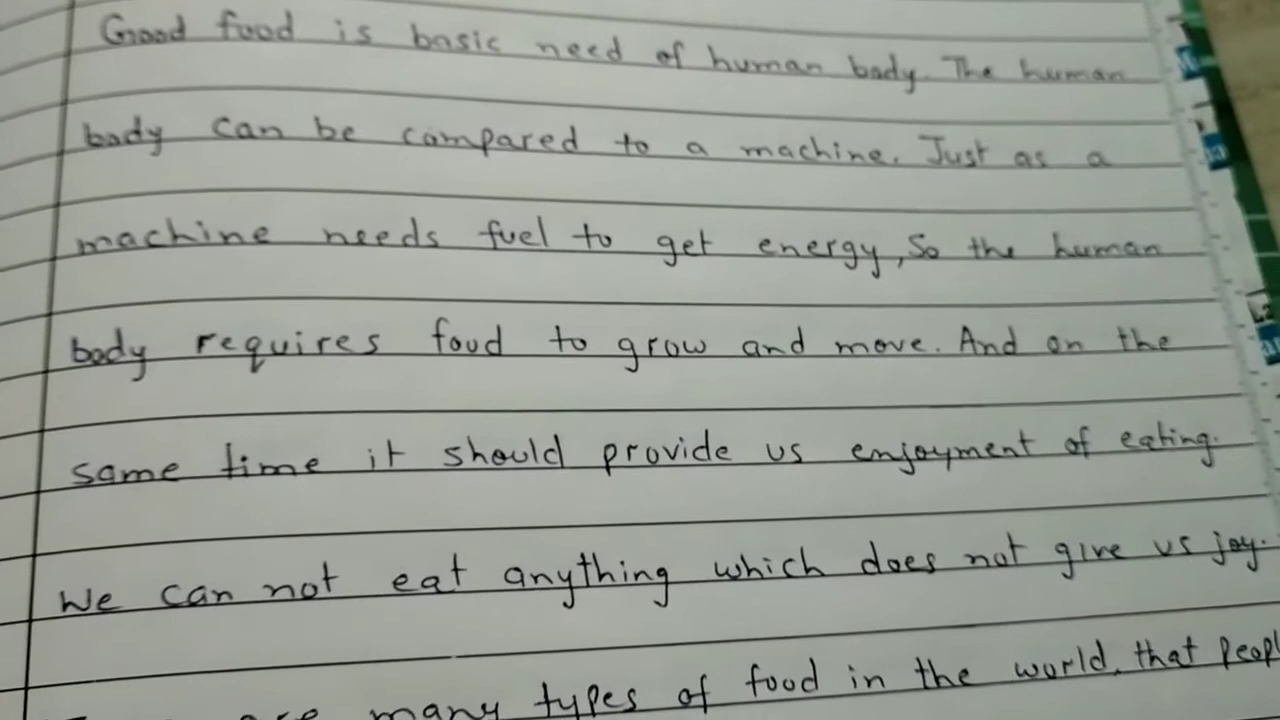 Good food is basic need of human body. The human
body can be compared to a machine. Just as a
machine needs fuel to get energy, So the human
body requires food to grow and move. And on the
same time it should provide us enjoyment of eating.
We can not eat anything which does not give us joy.
are many types of food in the world. that